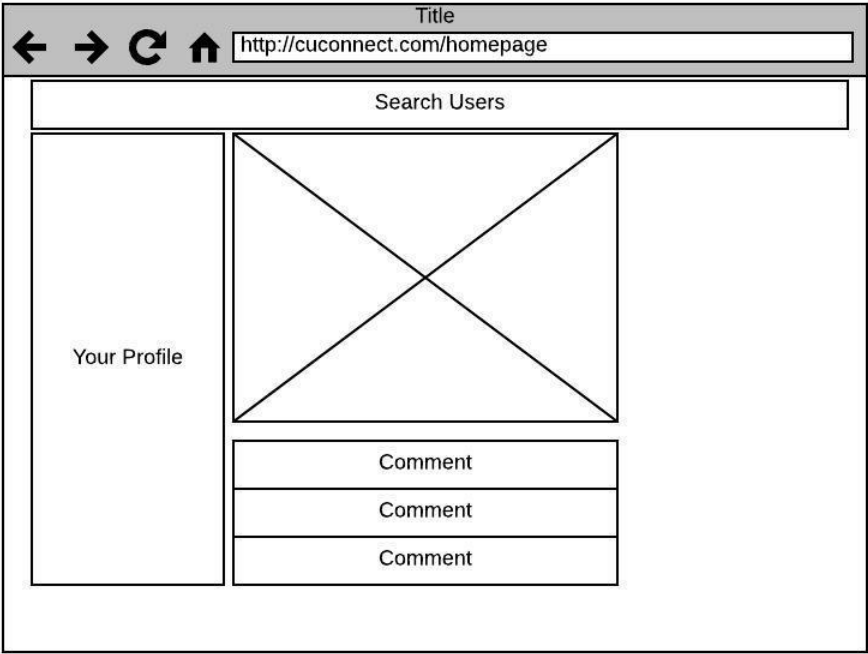 Title
http://cuconnect.com/homepage
Search Users
Your Profile
Comment
Comment
Comment